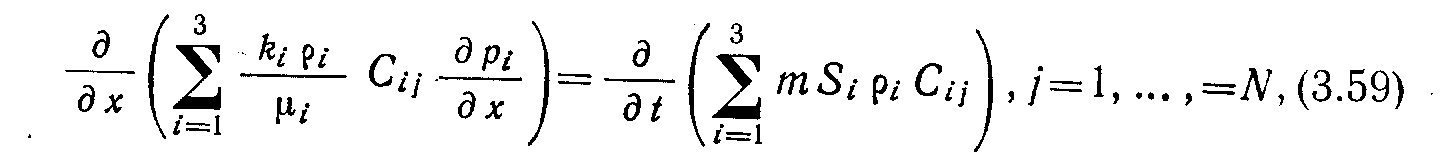 ∂/∂x (∑_{i=1}^{3} k_i ρ_i / μ_i C_{ij} ∂p_i/∂x) = ∂/∂t (∑_{i=1}^{3} m S_i ρ_i C_{ij}), j=1, ... ,=N, (3.59)